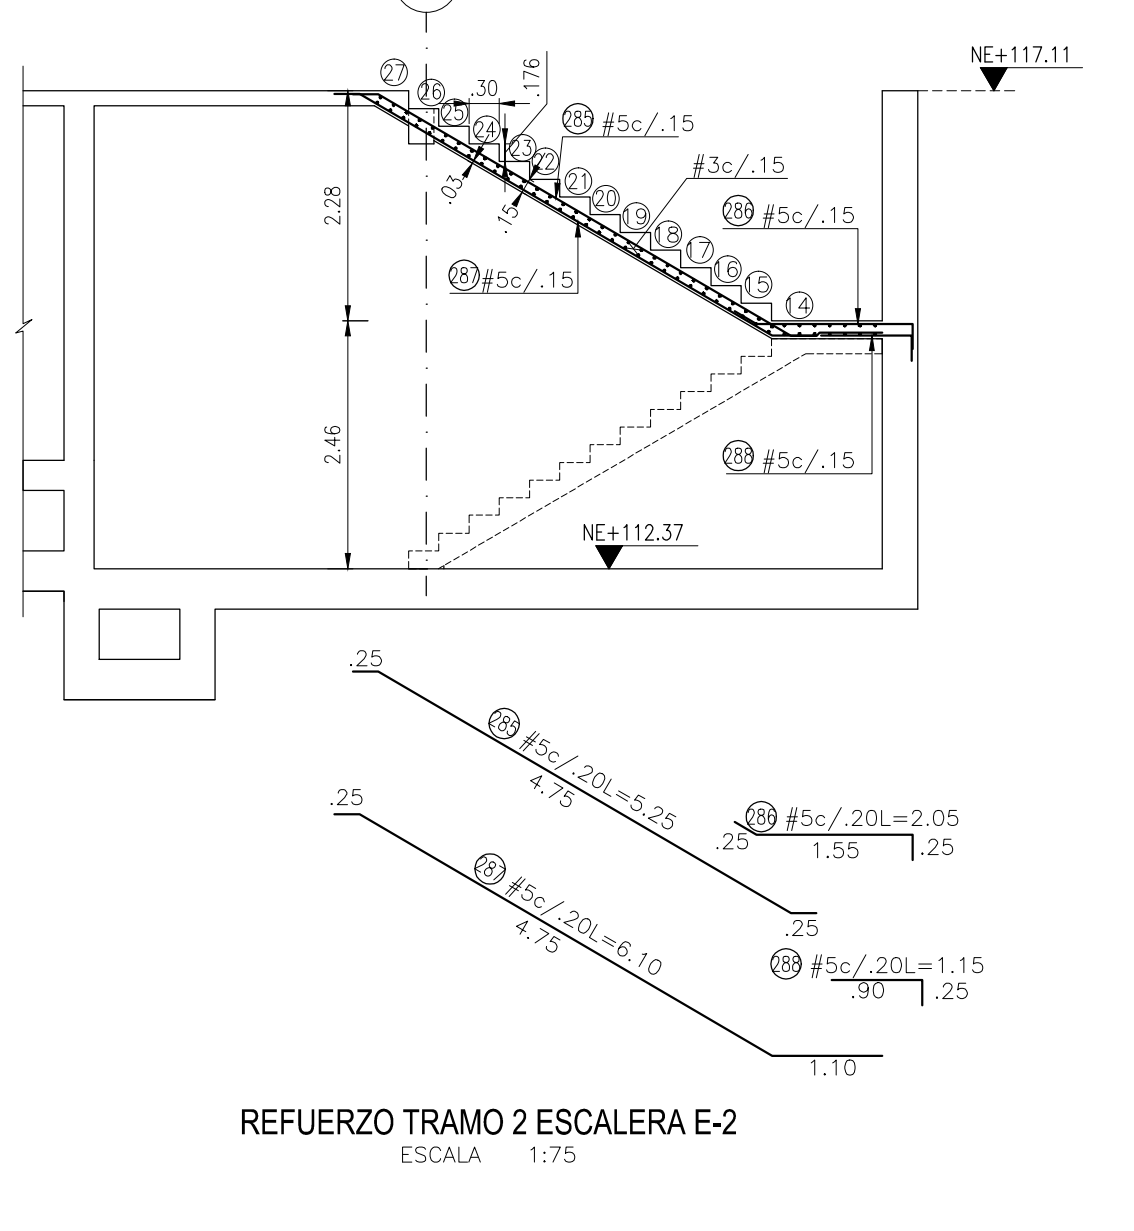 NE+117.11
27
26
25
24
23
22
21
20
19
18
17
16
15
14
.30
.176
285 #5c/.15
#3c/.15
286 #5c/.15
2.28
.03
.15
287 #5c/.15
2.46
288 #5c/.15
NE+112.37
.25
285 #5c/.20L=5.25
4.75
.25
.25
287 #5c/.20L=6.10
4.75
1.10
286 #5c/.20L=2.05
.25
1.55
.25
288 #5c/.20L=1.15
.90
.25
REFUERZO TRAMO 2 ESCALERA E-2
ESCALA 1:75